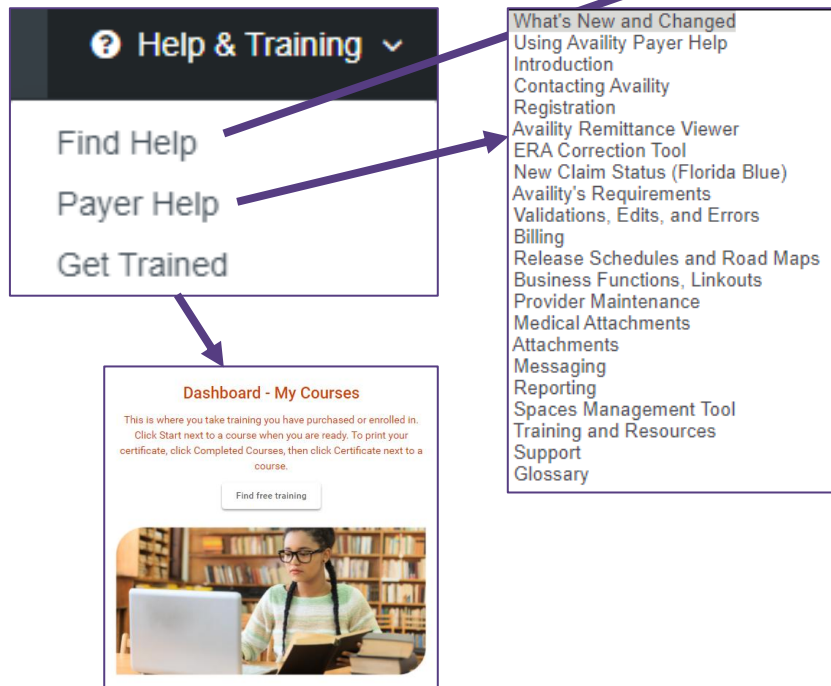 Help & Training
Find Help
Payer Help
Get Trained
What's New and Changed
Using Availity Payer Help
Introduction
Contacting Availity
Registration
Availity Remittance Viewer
ERA Correction Tool
New Claim Status (Florida Blue)
Availity's Requirements
Validations, Edits, and Errors
Billing
Release Schedules and Road Maps
Business Functions, Linkouts
Provider Maintenance
Medical Attachments
Attachments
Messaging
Reporting
Spaces Management Tool
Training and Resources
Support
Glossary
Dashboard - My Courses
This is where you take training you have purchased or enrolled in.
Click Start next to a course when you are ready. To print your
certificate, click Completed Courses, then click Certificate next to a
course.
Find free training